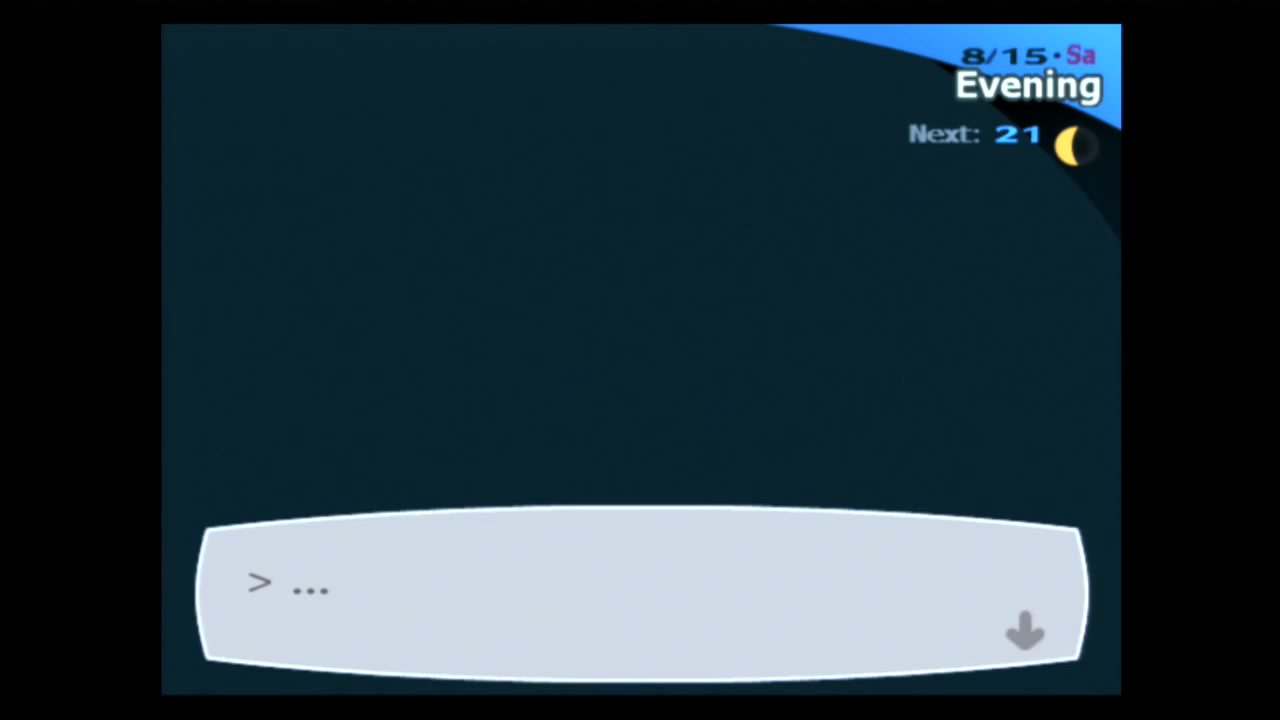 8/15・Sa
Evening
Next: 21
> ...